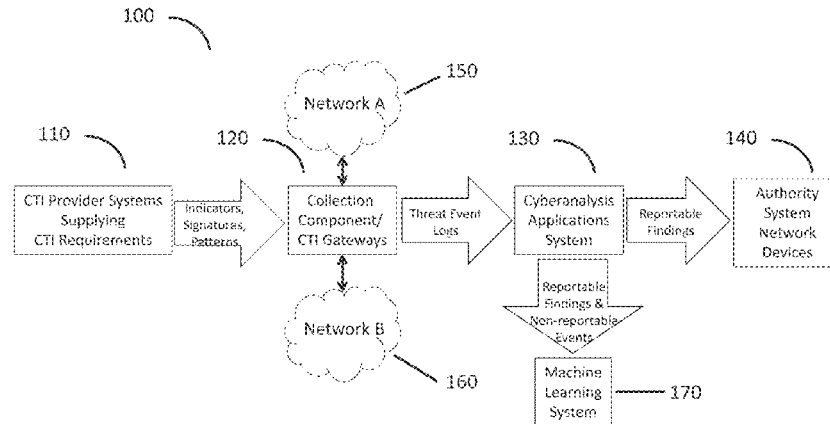 100
150
Network A
110
120
130
140
CTI Provider Systems
Supplying
CTI Requirements
Indicators,
Signatures,
Patterns
Collection
Component/
CTI Gateways
Threat Event
Logs
Cyberanalysis
Applications
System
Reportable
Findings
Authority
System
Network
Devices
Network B
160
Reportable
Findings &
Non-reportable
Events
Machine
Learning
System
170